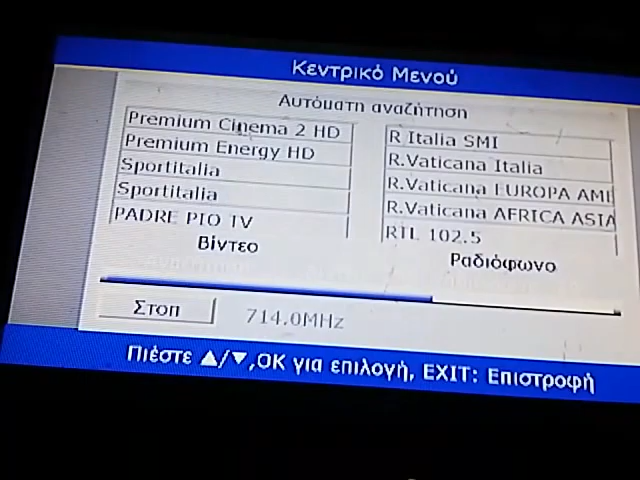 Κεντρικό Μενού
Αυτόματη αναζήτηση
Premium Cinema 2 HD
Premium Energy HD
Sportitalia
Sportitalia
PADRE PIO TV
Βίντεο
R Italia SMI
R.Vaticana Italia
R.Vaticana EUROPA AME
R.Vaticana AFRICA ASIA
RTL 102.5
Ραδιόφωνο
Στοπ
714.0MHz
Πιέστε ▲/▼,OK για επιλογή, EXIT: Επιστροφή